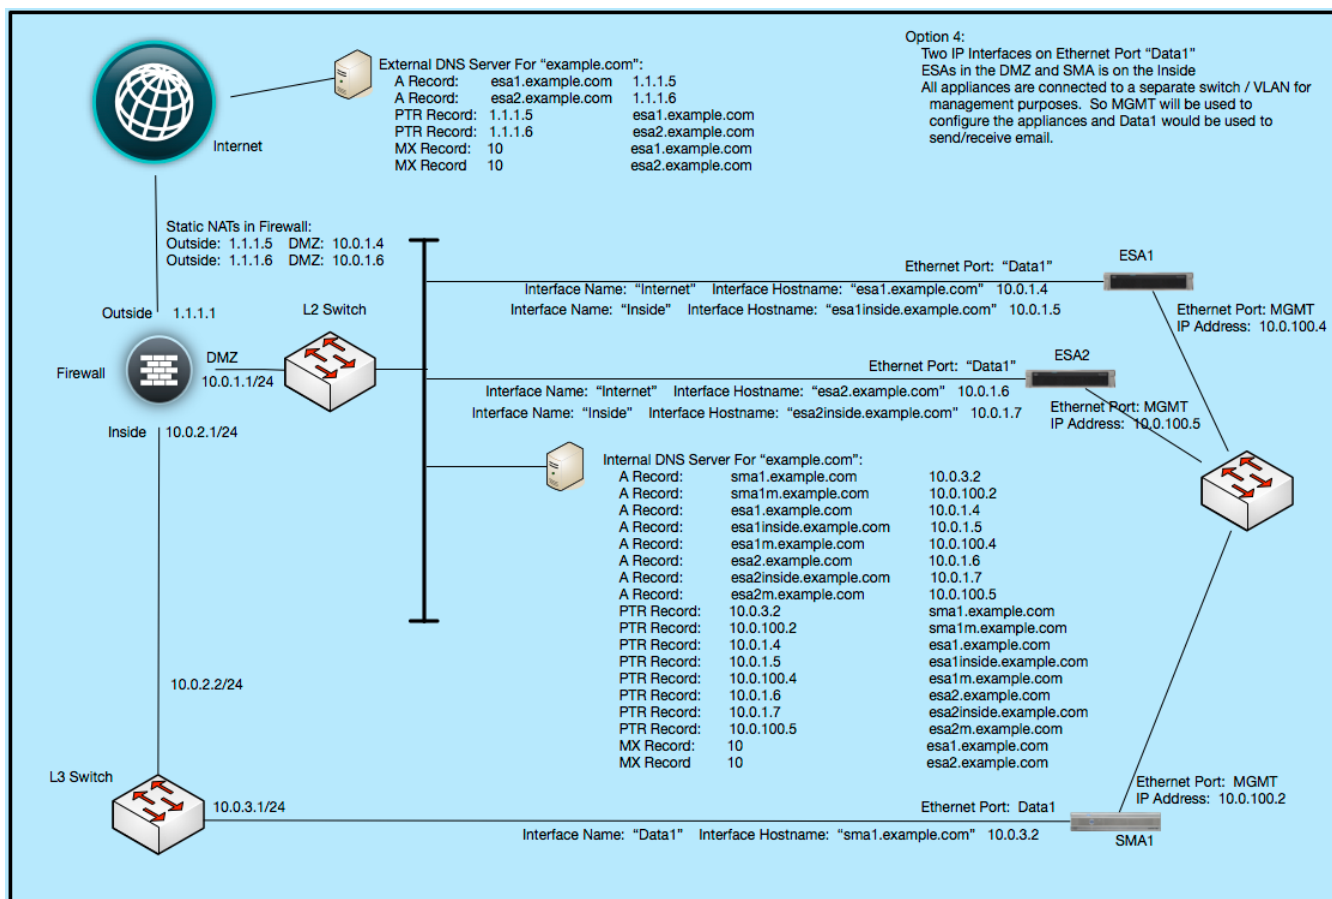 Option 4:
Two IP Interfaces on Ethernet Port “Data1”
ESAs in the DMZ and SMA is on the Inside
All appliances are connected to a separate switch / VLAN for
management purposes. So MGMT will be used to
configure the appliances and Data1 would be used to
send/receive email.
External DNS Server For “example.com”:
A Record: esa1.example.com 1.1.1.5
A Record: esa2.example.com 1.1.1.6
PTR Record: 1.1.1.5 esa1.example.com
PTR Record: 1.1.1.6 esa2.example.com
MX Record: 10 esa1.example.com
MX Record 10 esa2.example.com
Internet
Static NATs in Firewall:
Outside: 1.1.1.5 DMZ: 10.0.1.4
Outside: 1.1.1.6 DMZ: 10.0.1.6
ESA1
Ethernet Port: “Data1”
Interface Name: “Internet” Interface Hostname: “esa1.example.com” 10.0.1.4
Interface Name: “Inside” Interface Hostname: “esa1inside.example.com” 10.0.1.5
Ethernet Port: MGMT
IP Address: 10.0.100.4
Outside 1.1.1.1
L2 Switch
Firewall
DMZ
10.0.1.1/24
Inside 10.0.2.1/24
ESA2
Ethernet Port: “Data1”
Interface Name: “Internet” Interface Hostname: “esa2.example.com” 10.0.1.6
Interface Name: “Inside” Interface Hostname: “esa2inside.example.com” 10.0.1.7
Ethernet Port: MGMT
IP Address: 10.0.100.5
Internal DNS Server For “example.com”:
A Record: sma1.example.com 10.0.3.2
A Record: sma1m.example.com 10.0.100.2
A Record: esa1.example.com 10.0.1.4
A Record: esa1inside.example.com 10.0.1.5
A Record: esa1m.example.com 10.0.100.4
A Record: esa2.example.com 10.0.1.6
A Record: esa2inside.example.com 10.0.1.7
A Record: esa2m.example.com 10.0.100.5
PTR Record: 10.0.3.2 sma1.example.com
PTR Record: 10.0.100.2 sma1m.example.com
PTR Record: 10.0.1.4 esa1.example.com
PTR Record: 10.0.1.5 esa1inside.example.com
PTR Record: 10.0.100.4 esa1m.example.com
PTR Record: 10.0.1.6 esa2.example.com
PTR Record: 10.0.1.7 esa2inside.example.com
PTR Record: 10.0.100.5 esa2m.example.com
MX Record: 10 esa1.example.com
MX Record 10 esa2.example.com
10.0.2.2/24
L3 Switch
10.0.3.1/24
Ethernet Port: MGMT
IP Address: 10.0.100.2
Ethernet Port: Data1
Interface Name: “Data1” Interface Hostname: “sma1.example.com” 10.0.3.2
SMA1